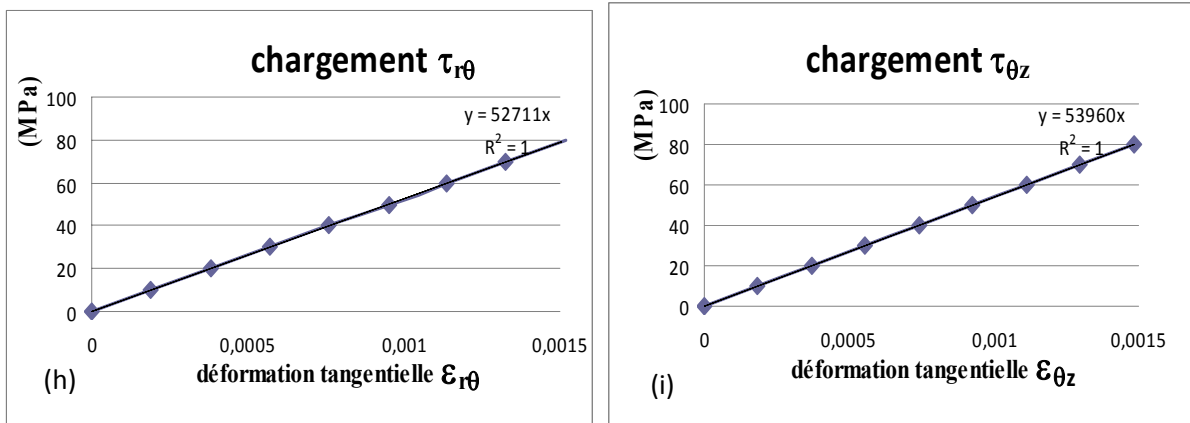 chargement τrθ
(MPa)
100
80
60
40
20
0
y = 52711x
R² = 1
0
0,0005
0,001
0,0015
déformation tangentielle εrθ
(h)
chargement τθz
(MPa)
100
80
60
40
20
0
y = 53960x
R² = 1
0
0,0005
0,001
0,0015
déformation tangentielle εθz
(i)